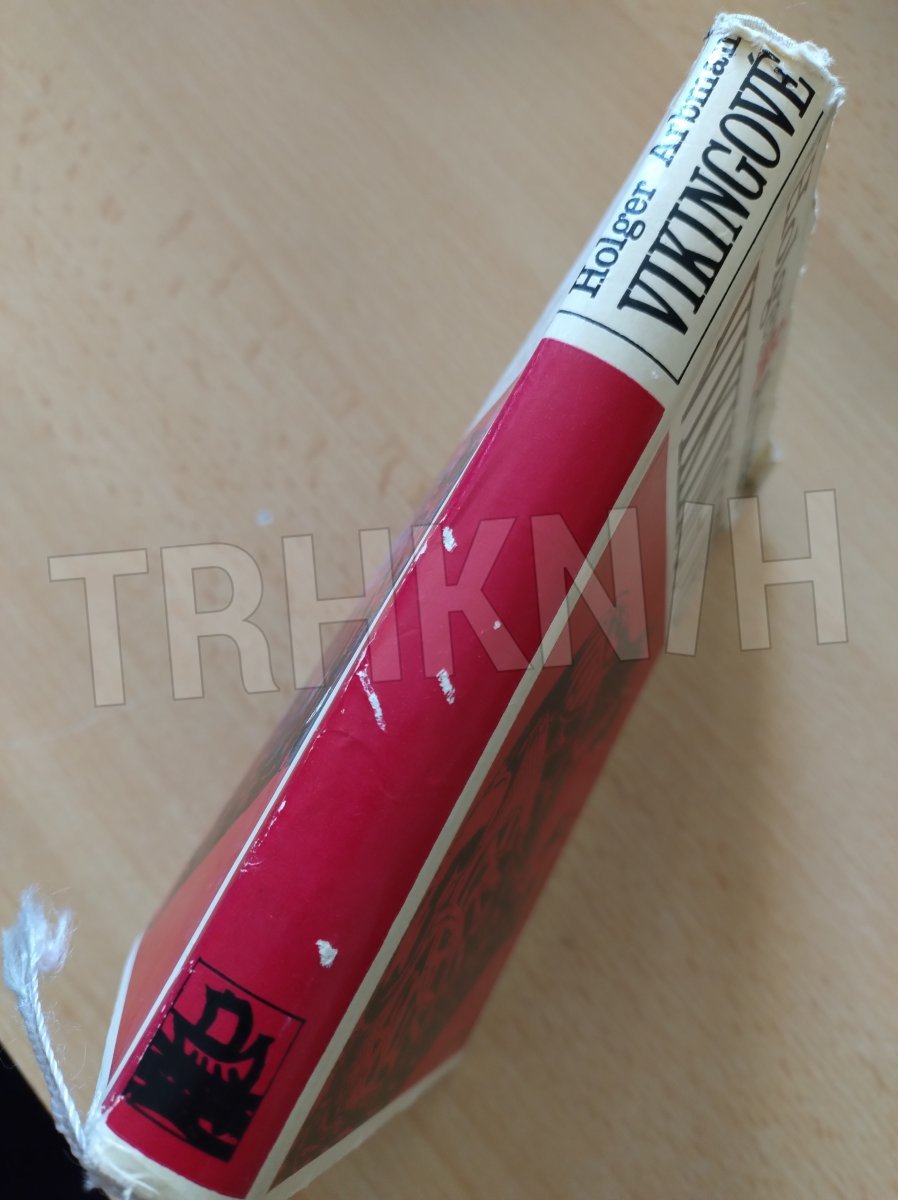 Holger Arbman
VIKINGOVÉ
TRHKNIH